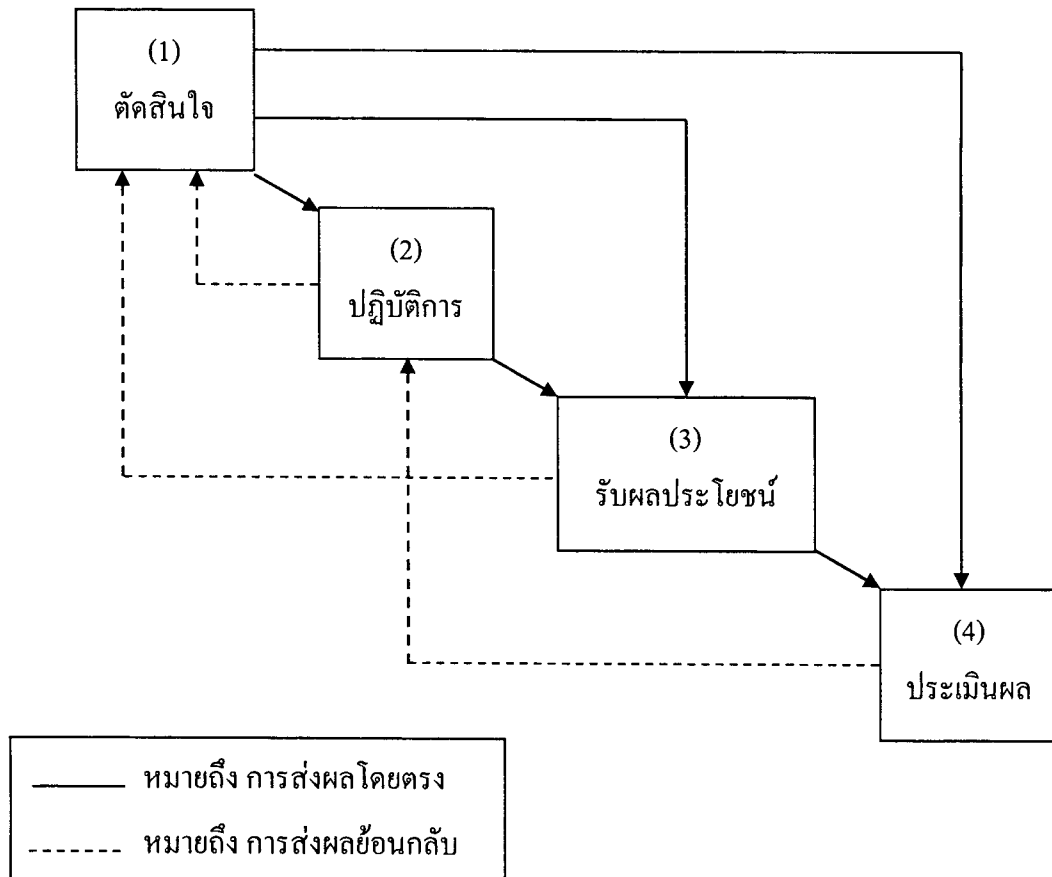 (1)
ตัดสินใจ
(2)
ปฏิบัติการ
(3)
รับผลประโยชน์
(4)
ประเมินผล
หมายถึง การส่งผลโดยตรง
หมายถึง การส่งผลย้อนกลับ